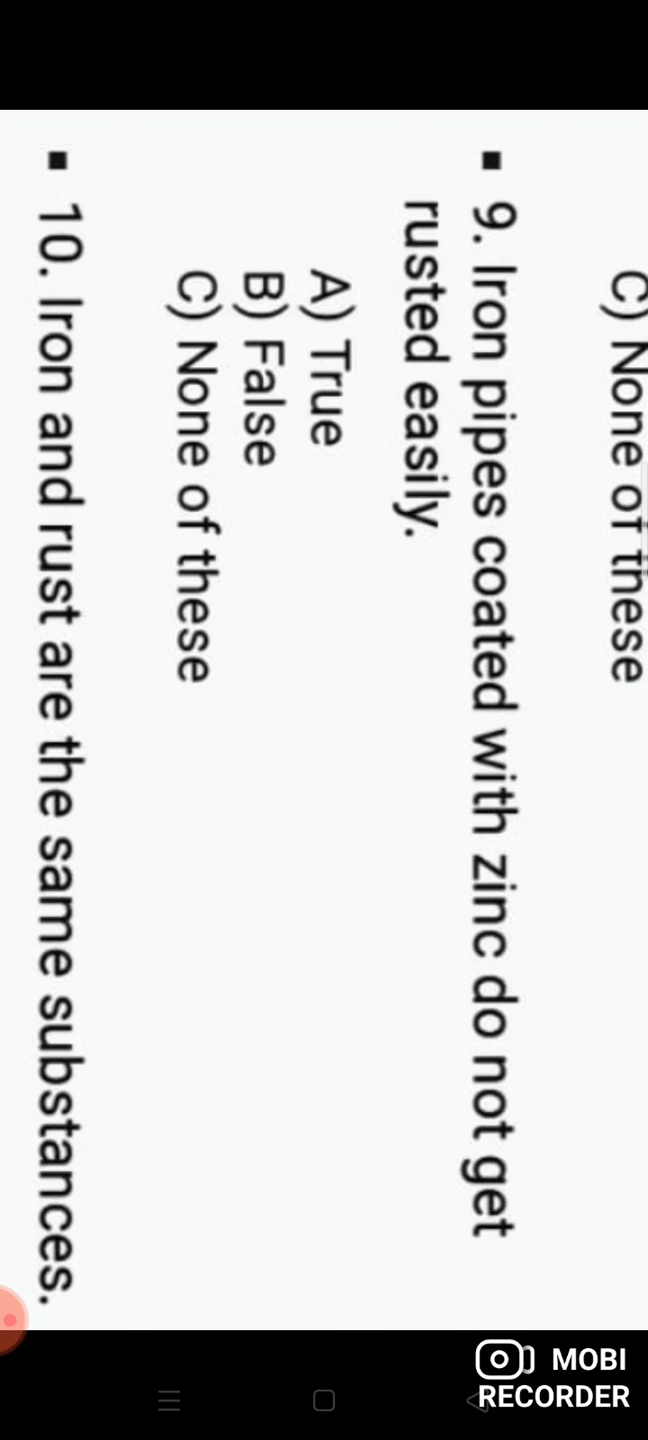 C) None of these
▪ 9. Iron pipes coated with zinc do not get
rusted easily.
A) True
B) False
C) None of these
▪ 10. Iron and rust are the same substances.
MOBI
RECORDER